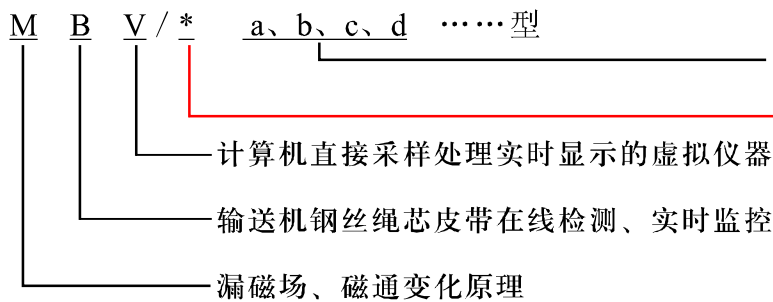 M B V/* a、b、c、d ……型
计算机直接采样处理实时显示的虚拟仪器
输送机钢丝绳芯皮带在线检测、实时监控
漏磁场、磁通变化原理